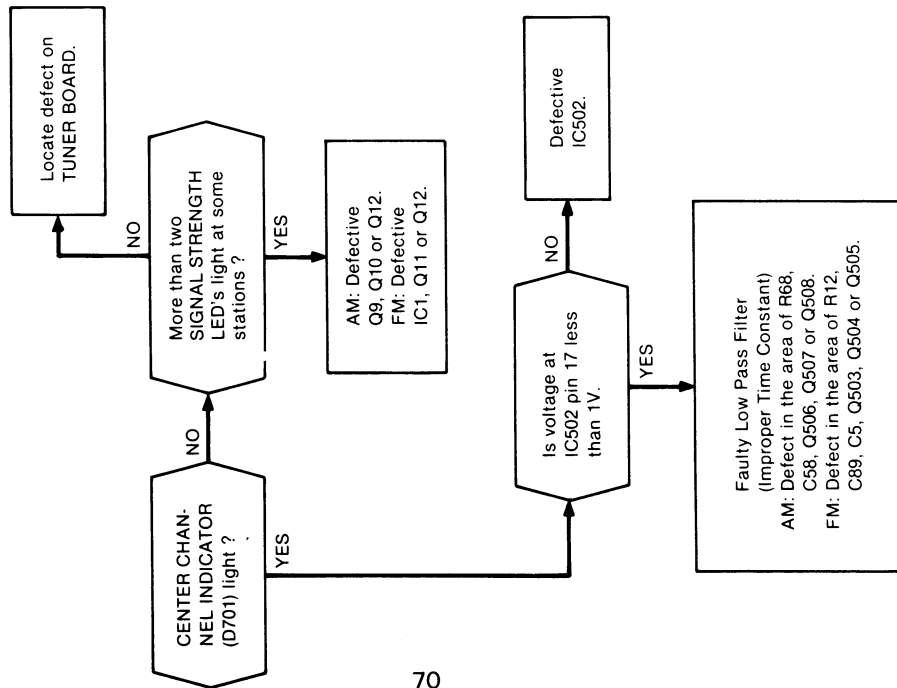 CENTER CHAN-
NEL INDICATOR
(D701) light ?
NO
YES
More than two
SIGNAL STRENGTH
LED's light at some
stations ?
NO
YES
Locate defect on
TUNER BOARD.
AM: Defective
Q9, Q10 or Q12.
FM: Defective
IC1, Q11 or Q12.
Is voltage at
IC502 pin 17 less
than 1V.
NO
YES
Defective
IC502.
Faulty Low Pass Filter
(Improper Time Constant)
AM: Defect in the area of R68,
C58, Q506, Q507 or Q508.
FM: Defect in the area of R12,
C89, C5, Q503, Q504 or Q505.
70